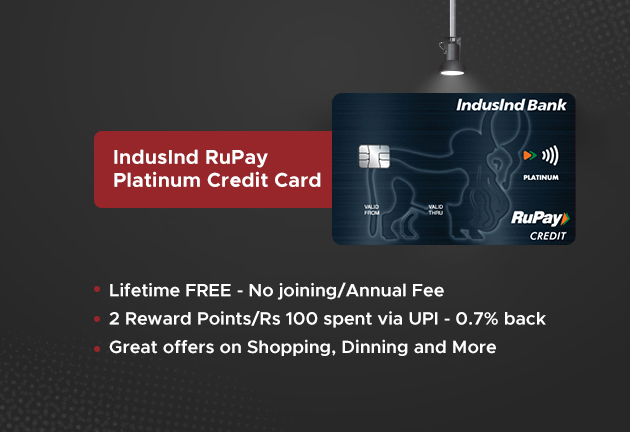 IndusInd Bank
IndusInd RuPay
Platinum Credit Card
PLATINUM
VALID
FROM
VALID
THRU
RuPay
CREDIT
Lifetime FREE - No joining/Annual Fee
2 Reward Points/Rs 100 spent via UPI - 0.7% back
Great offers on Shopping, Dinning and More